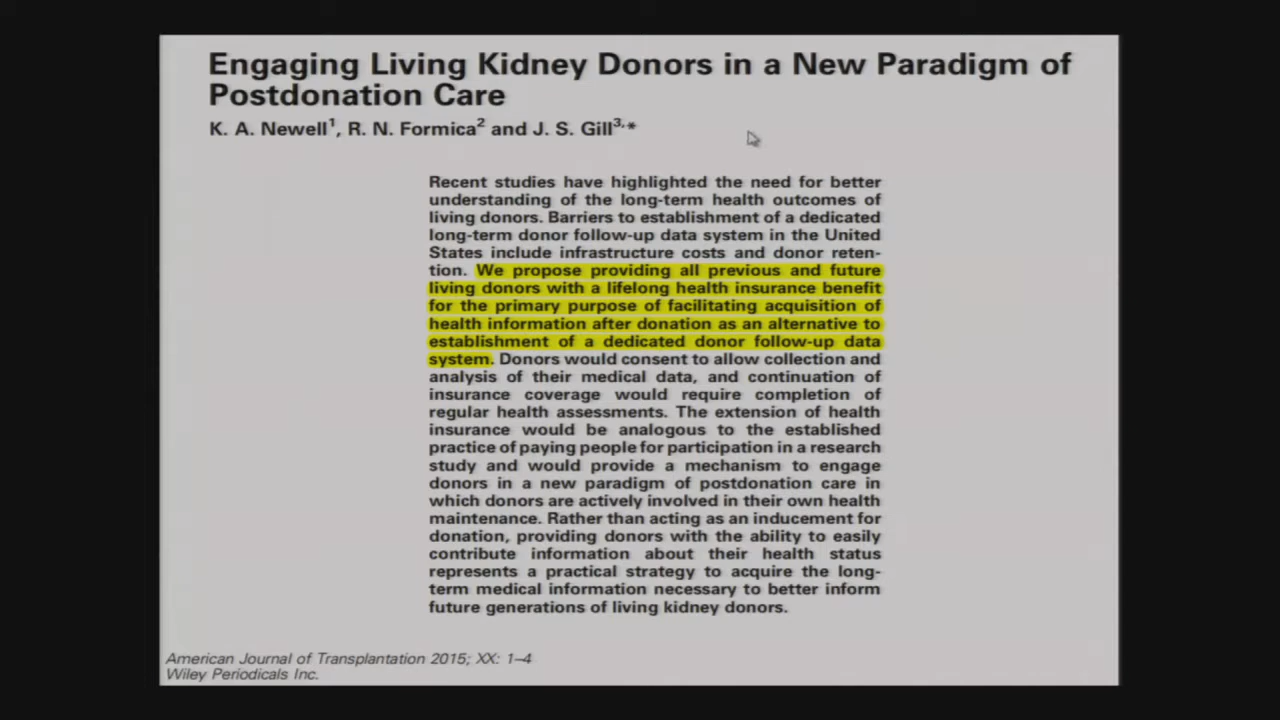 Engaging Living Kidney Donors in a New Paradigm of
Postdonation Care
K. A. Newell1, R. N. Formica2 and J. S. Gill3,*
Recent studies have highlighted the need for better
understanding of the long-term health outcomes of
living donors. Barriers to establishment of a dedicated
long-term donor follow-up data system in the United
States include infrastructure costs and donor reten-
tion. We propose providing all previous and future
living donors with a lifelong health insurance benefit
for the primary purpose of facilitating acquisition of
health information after donation as an alternative to
establishment of a dedicated donor follow-up data
system. Donors would consent to allow collection and
analysis of their medical data, and continuation of
insurance coverage would require completion of
regular health assessments. The extension of health
insurance would be analogous to the established
practice of paying people for participation in a research
study and would provide a mechanism to engage
donors in a new paradigm of postdonation care in
which donors are actively involved in their own health
maintenance. Rather than acting as an inducement for
donation, providing donors with the ability to easily
contribute information about their health status
represents a practical strategy to acquire the long-
term medical information necessary to better inform
future generations of living kidney donors.
American Journal of Transplantation 2015; XX: 1–4
Wiley Periodicals Inc.